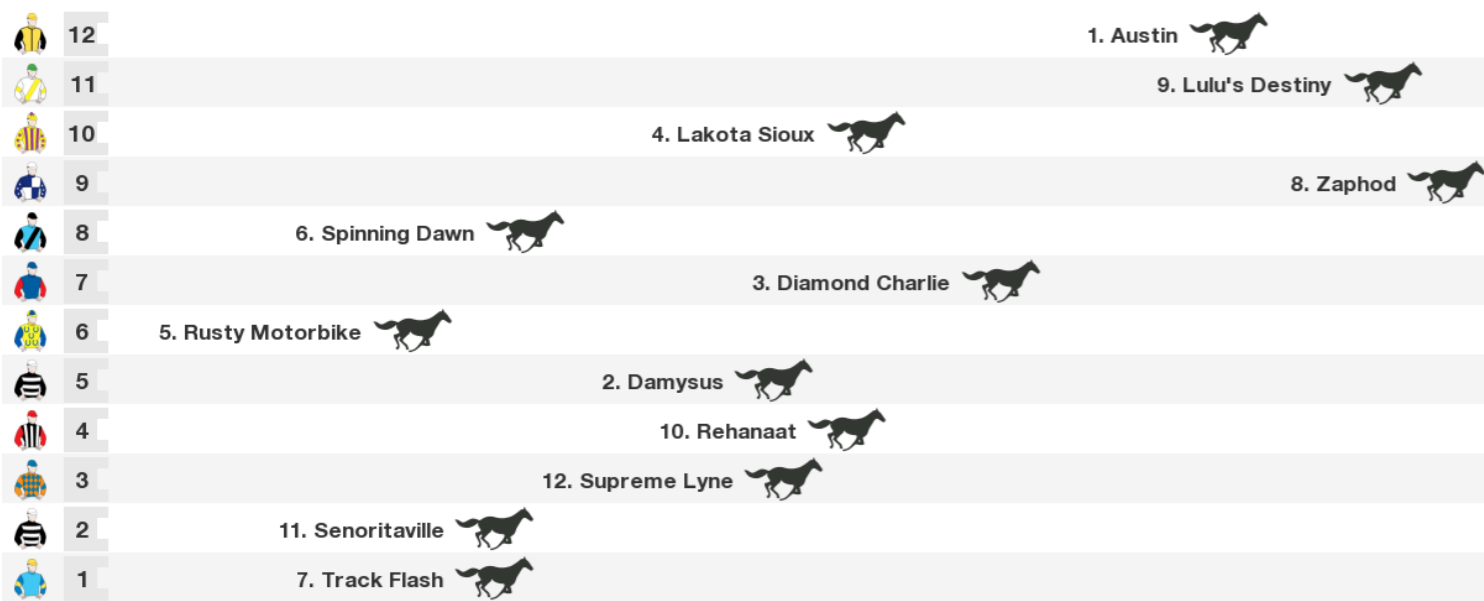 12 1. Austin
11 9. Lulu's Destiny
10 4. Lakota Sioux
9 8. Zaphod
8 6. Spinning Dawn
7 3. Diamond Charlie
6 5. Rusty Motorbike
5 2. Damysus
4 10. Rehanaat
3 12. Supreme Lyne
2 11. Senoritaville
1 7. Track Flash